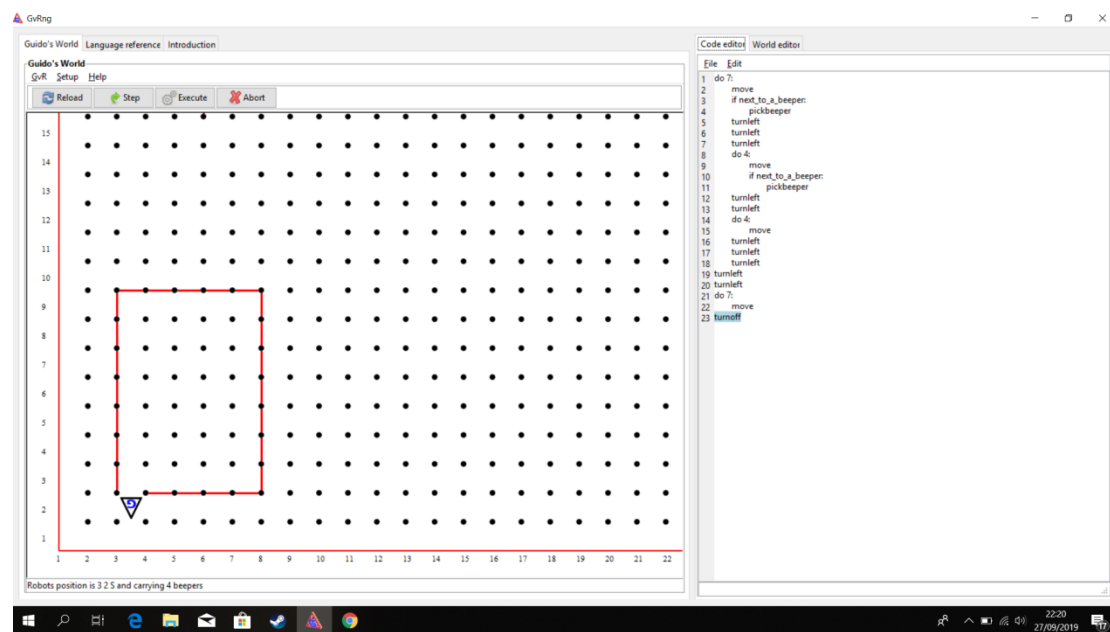 GvRng
Guido's World Language reference Introduction
Guido's World
GvR Setup Help
Reload Step Execute Abort
15
14
13
12
11
10
9
8
7
6
5
4
3
2
1
G
1 2 3 4 5 6 7 8 9 10 11 12 13 14 15 16 17 18 19 20 21 22
Robots position is 3 2 S and carrying 4 beepers
Code editor World editor
File Edit
1 do 7:
2 move
3 if next_to_a_beeper:
4 pickbeeper
5 turnleft
6 turnleft
7 turnleft
8 do 4:
9 move
10 if next_to_a_beeper:
11 pickbeeper
12 turnleft
13 turnleft
14 do 4:
15 move
16 turnleft
17 turnleft
18 turnleft
19 turnleft
20 turnleft
21 do 7:
22 move
23 turnoff
22:20
27/09/2019
17